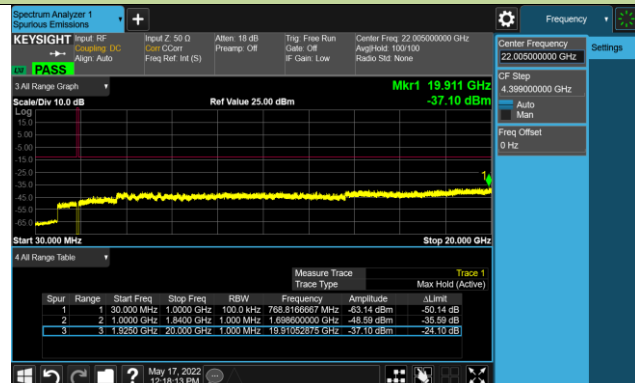 Spectrum Analyzer 1
Spurious Emissions
+
Frequency
KEYSIGHT
Input: RF
Coupling: DC
Align: Auto
Input Z: 50 Ω
Corr CCorr
Freq Ref: Int (S)
Atten: 18 dB
Preamp: Off
Trig: Free Run
Gate: Off
IF Gain: Low
Center Freq: 22.005000000 GHz
Avg|Hold: 100/100
Radio Std: None
PASS
Center Frequency
22.005000000 GHz
Settings
CF Step
4.399000000 GHz
Auto
Man
Freq Offset
0 Hz
3 All Range Graph
Mkr1 19.911 GHz
Scale/Div 10.0 dB
Ref Value 25.00 dBm
-37.10 dBm
Log
15.0
5.00
-5.00
-15.0
-25.0
-35.0
-45.0
-55.0
-65.0
1
Start 30.000 MHz
Stop 20.000 GHz
4 All Range Table
Measure Trace Trace 1
Trace Type Max Hold (Active)
Spur Range Start Freq Stop Freq RBW Frequency Amplitude ΔLimit
1 1 30.000 MHz 1.0000 GHz 100.0 kHz 768.8166667 MHz -63.14 dBm -50.14 dB
2 2 1.0000 GHz 1.8400 GHz 1.000 MHz 1.698600000 GHz -48.59 dBm -35.59 dB
3 3 1.9250 GHz 20.000 GHz 1.000 MHz 19.91052875 GHz -37.10 dBm -24.10 dB
?
May 17, 2022
12:18:13 PM